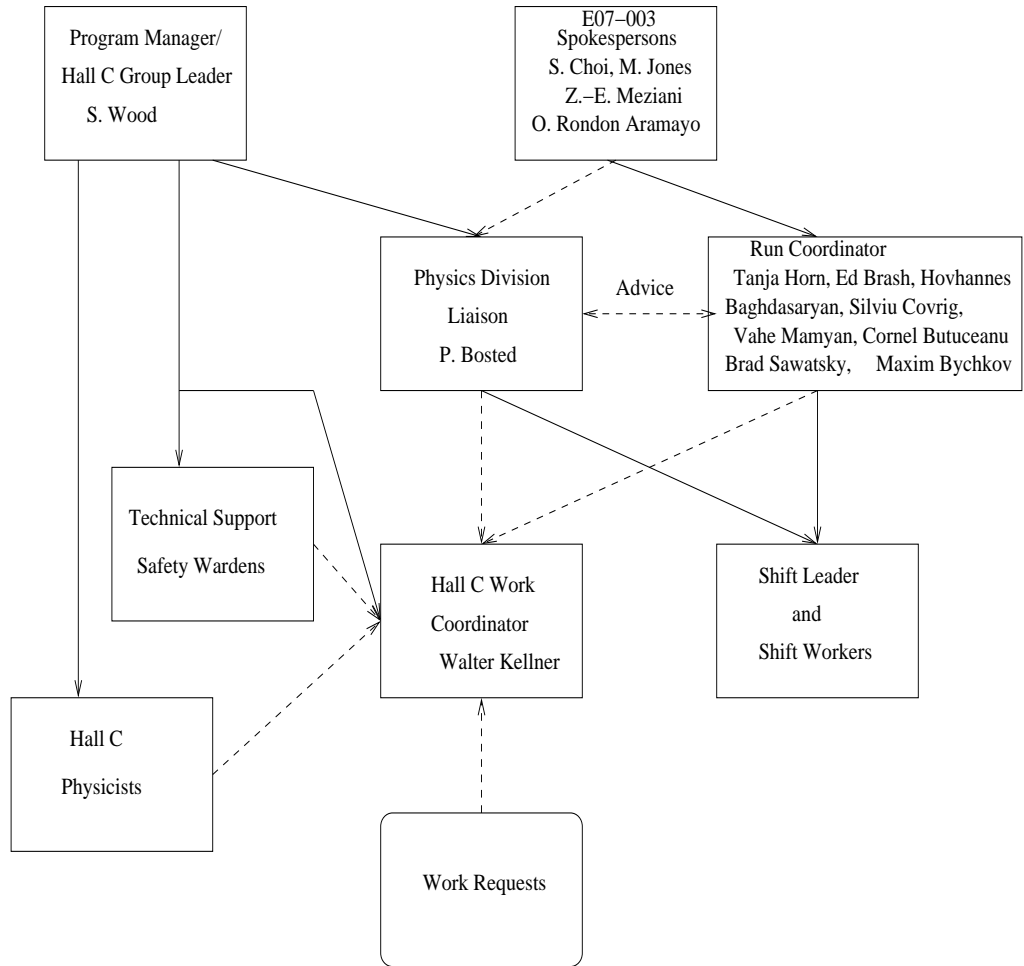 Program Manager/
Hall C Group Leader
S. Wood
E07−003
Spokespersons
S. Choi, M. Jones
Z.−E. Meziani
O. Rondon Aramayo
Physics Division
Liaison
P. Bosted
Advice
Run Coordinator
Tanja Horn, Ed Brash, Hovhannes
Baghdasaryan, Silviu Covrig,
Vahe Mamyan, Cornel Butuceanu
Brad Sawatsky, Maxim Bychkov
Technical Support
Safety Wardens
Hall C Work
Coordinator
Walter Kellner
Shift Leader
and
Shift Workers
Hall C
Physicists
Work Requests